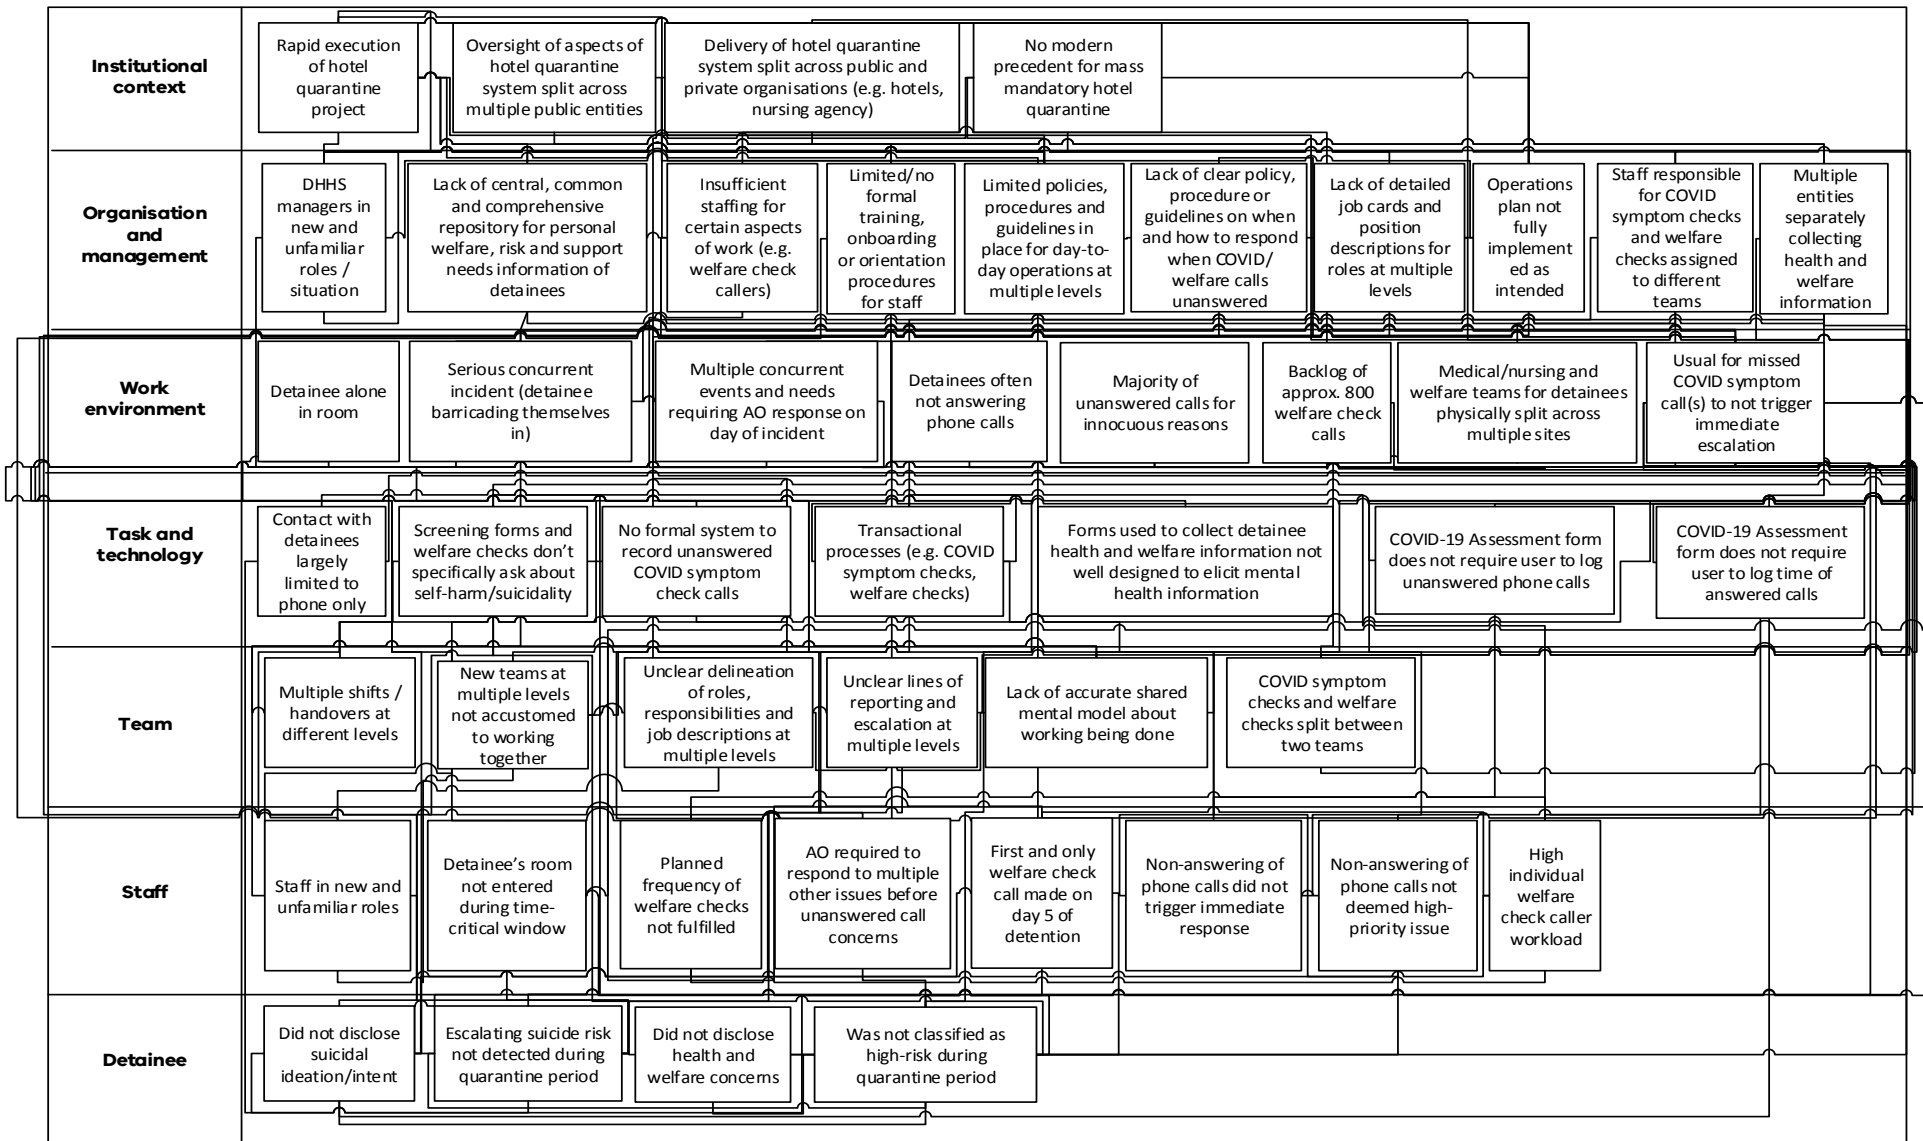 Institutional
context
Rapid execution
of hotel
quarantine
project
Oversight of aspects of
hotel quarantine
system split across
multiple public entities
Delivery of hotel quarantine
system split across public and
private organisations (e.g. hotels,
nursing agency)
No modern
precedent for mass
mandatory hotel
quarantine
Organisation
and
management
DHHS
managers in
new and
unfamiliar
roles /
situation
Lack of central, common
and comprehensive
repository for personal
welfare, risk and support
needs information of
detainees
Insufficient
staffing for
certain aspects
of work (e.g.
welfare check
callers)
Limited/no
formal
training,
onboarding
or orientation
procedures
for staff
Limited policies,
procedures and
guidelines in
place for day-to-
day operations at
multiple levels
Lack of clear policy,
procedure or
guidelines on when
and how to respond
when COVID/
welfare calls
unanswered
Lack of detailed
job cards and
position
descriptions for
roles at multiple
levels
Operations
plan not
fully
implement
ed as
intended
Staff responsible
for COVID
symptom checks
and welfare
checks assigned
to different
teams
Multiple
entities
separately
collecting
health and
welfare
information
Work
environment
Detainee alone
in room
Serious concurrent
incident (detainee
barricading themselves
in)
Multiple concurrent
events and needs
requiring AO response on
day of incident
Detainees often
not answering
phone calls
Majority of
unanswered calls for
innocuous reasons
Backlog of
approx. 800
welfare check
calls
Medical/nursing and
welfare teams for detainees
physically split across
multiple sites
Usual for missed
COVID symptom
call(s) to not trigger
immediate
escalation
Task and
technology
Contact with
detainees
largely
limited to
phone only
Screening forms and
welfare checks don't
specifically ask about
self-harm/suicidality
No formal system to
record unanswered
COVID symptom
check calls
Transactional
processes (e.g. COVID
symptom checks,
welfare checks)
Forms used to collect detainee
health and welfare information not
well designed to elicit mental
health information
COVID-19 Assessment form
does not require user to log
unanswered phone calls
COVID-19 Assessment
form does not require
user to log time of
answered calls
Team
Multiple shifts /
handovers at
different levels
New teams at
multiple levels
not accustomed
to working
together
Unclear delineation
of roles,
responsibilities and
job descriptions at
multiple levels
Unclear lines of
reporting and
escalation at
multiple levels
Lack of accurate shared
mental model about
working being done
COVID symptom
checks and welfare
checks split between
two teams
Staff
Staff in new and
unfamiliar roles
Detainee's room
not entered
during time-
critical window
Planned
frequency of
welfare checks
not fulfilled
AO required to
respond to multiple
other issues before
unanswered call
concerns
First and only
welfare check
call made on
day 5 of
detention
Non-answering of
phone calls did not
trigger immediate
response
Non-answering of
phone calls not
deemed high-
priority issue
High
individual
welfare
check caller
workload
Detainee
Did not disclose
suicidal
ideation/intent
Escalating suicide risk
not detected during
quarantine period
Did not disclose
health and
welfare concerns
Was not classified as
high-risk during
quarantine period